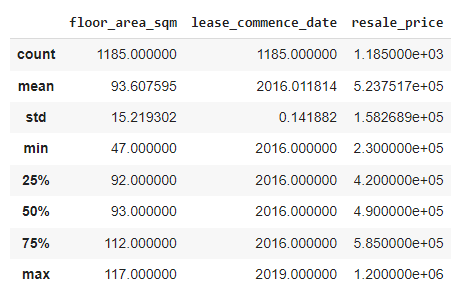 floor_area_sqm lease_commence_date resale_price
count 1185.000000 1185.000000 1.185000e+03
mean 93.607595 2016.011814 5.237517e+05
std 15.219302 0.141882 1.582689e+05
min 47.000000 2016.000000 2.300000e+05
25% 92.000000 2016.000000 4.200000e+05
50% 93.000000 2016.000000 4.900000e+05
75% 112.000000 2016.000000 5.850000e+05
max 117.000000 2019.000000 1.200000e+06